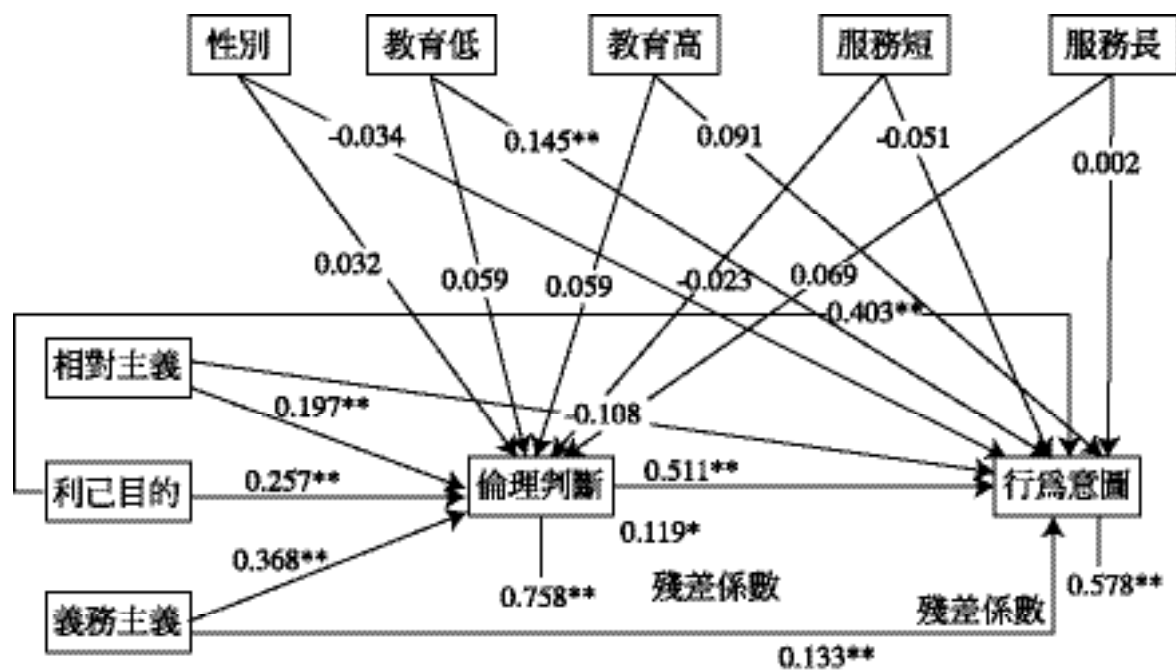 性別 教育低 教育高 服務短 服務長
-0.034 0.145** 0.091 -0.051 0.002
0.032 0.059 0.059 -0.023 0.069
-0.403**
相對主義
0.197** -0.108
利己目的 0.257** 倫理判斷 0.511** 行為意圖
0.119*
0.368** 0.758** 殘差係數 0.578**
義務主義 殘差係數
0.133**